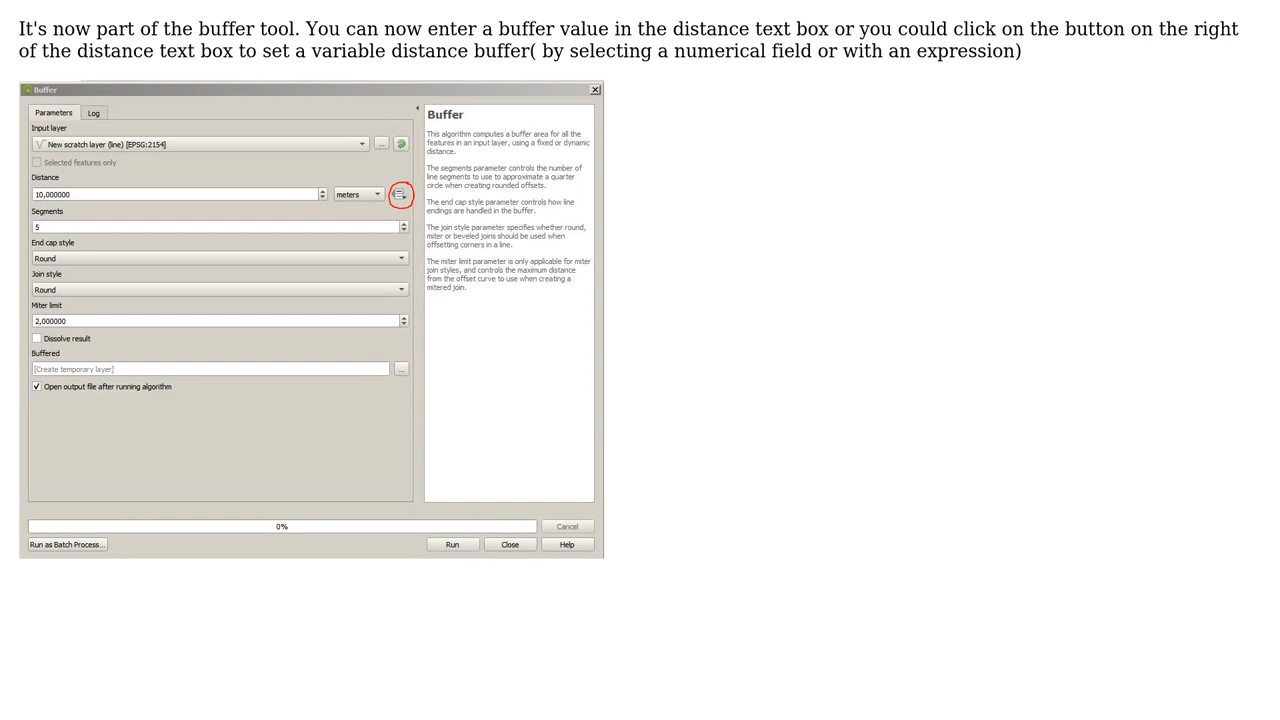 It's now part of the buffer tool. You can now enter a buffer value in the distance text box or you could click on the button on the right
of the distance text box to set a variable distance buffer( by selecting a numerical field or with an expression)
Buffer
Parameters
Log
Input layer
New scratch layer (line) [EPSG:2154]
...
Selected features only
Distance
10,000000
meters
Segments
5
End cap style
Round
Join style
Round
Miter limit
2,000000
Dissolve result
Buffered
[Create temporary layer]
...
Open output file after running algorithm
Buffer
This algorithm computes a buffer area for all the
features in an input layer, using a fixed or dynamic
distance.
The segments parameter controls the number of
line segments to use to approximate a quarter
circle when creating rounded offsets.
The end cap style parameter controls how line
endings are handled in the buffer.
The join style parameter specifies whether round,
miter or beveled joins should be used when
offsetting corners in a line.
The miter limit parameter is only applicable for miter
join styles, and controls the maximum distance
from the offset curve to use when creating a
mitered join.
0%
Cancel
Run as Batch Process...
Run
Close
Help